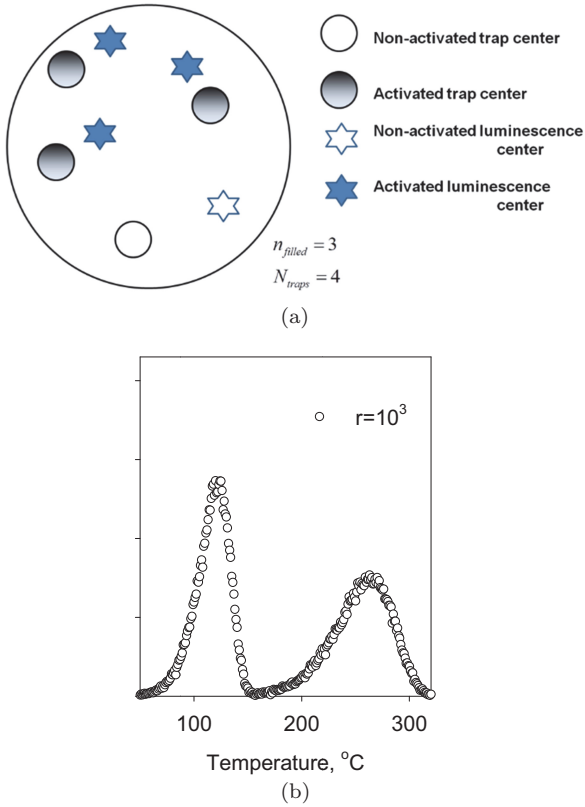 Non-activated trap center
Activated trap center
Non-activated luminescence
center
Activated luminescence
center
n_filled = 3
N_traps = 4
(a)
r=10^3
100 200 300
Temperature, °C
(b)